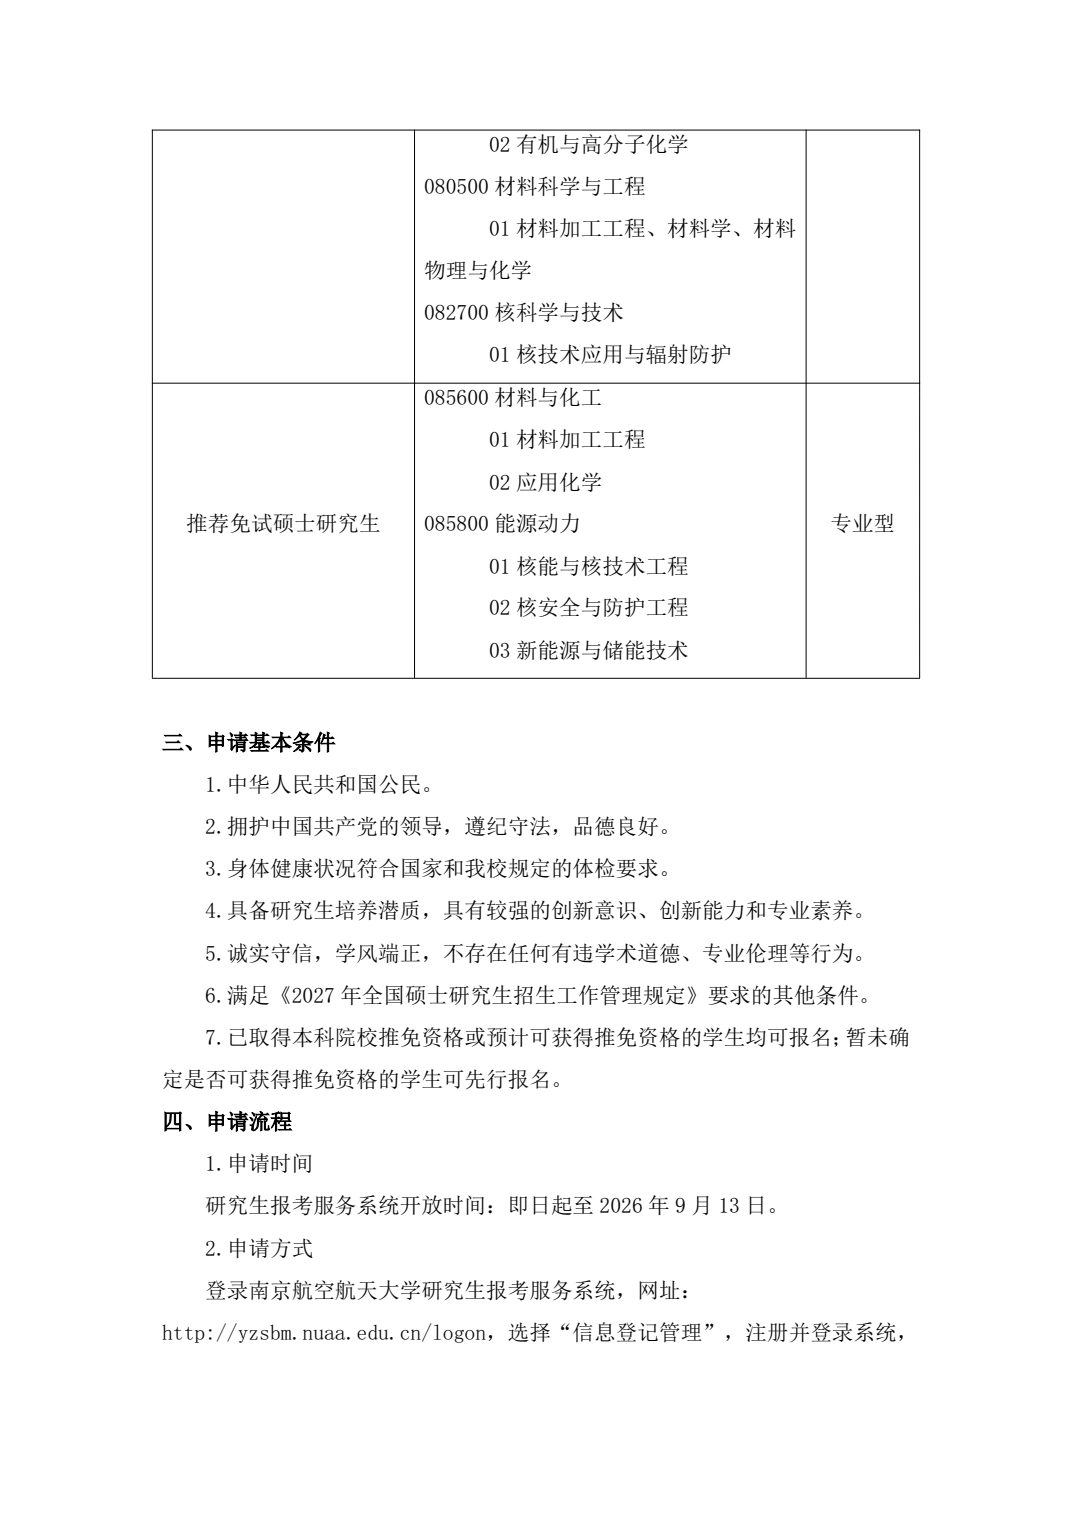 02 有机与高分子化学
080500 材料科学与工程
01 材料加工工程、材料学、材料
物理与化学
082700 核科学与技术
01 核技术应用与辐射防护
推荐免试硕士研究生
085600 材料与化工
01 材料加工工程
02 应用化学
085800 能源动力
01 核能与核技术工程
02 核安全与防护工程
03 新能源与储能技术
专业型
三、申请基本条件
1.中华人民共和国公民。
2.拥护中国共产党的领导，遵纪守法，品德良好。
3.身体健康状况符合国家和我校规定的体检要求。
4.具备研究生培养潜质，具有较强的创新意识、创新能力和专业素养。
5.诚实守信，学风端正，不存在任何有违学术道德、专业伦理等行为。
6.满足《2027 年全国硕士研究生招生工作管理规定》要求的其他条件。
7.已取得本科院校推免资格或预计可获得推免资格的学生均可报名；暂未确
定是否可获得推免资格的学生可先行报名。
四、申请流程
1.申请时间
研究生报考服务系统开放时间：即日起至 2026 年 9 月 13 日。
2.申请方式
登录南京航空航天大学研究生报考服务系统，网址：
http://yzsbm.nuaa.edu.cn/logon，选择“信息登记管理”，注册并登录系统，